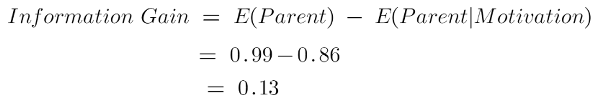 Information Gain = E(Parent) − E(Parent|Motivation)
= 0.99 − 0.86
= 0.13